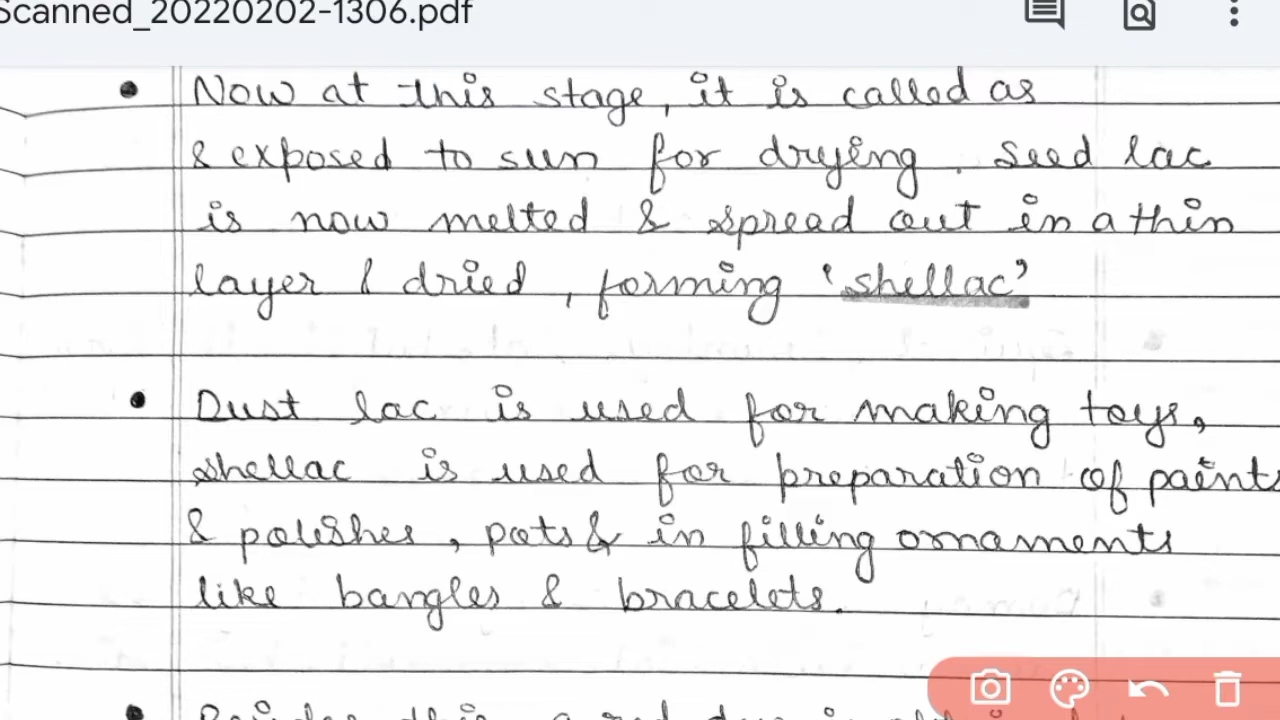 Scanned_20220202-1306.pdf
• Now at this stage, it is called as
& exposed to sun for drying. Seed lac
is now melted & spread out in a thin
layer & dried, forming 'shellac'
• Dust lac is used for making toys,
shellac is used for preparation of paints
& polishes, pots & in filling ornaments
like bangles & bracelets.